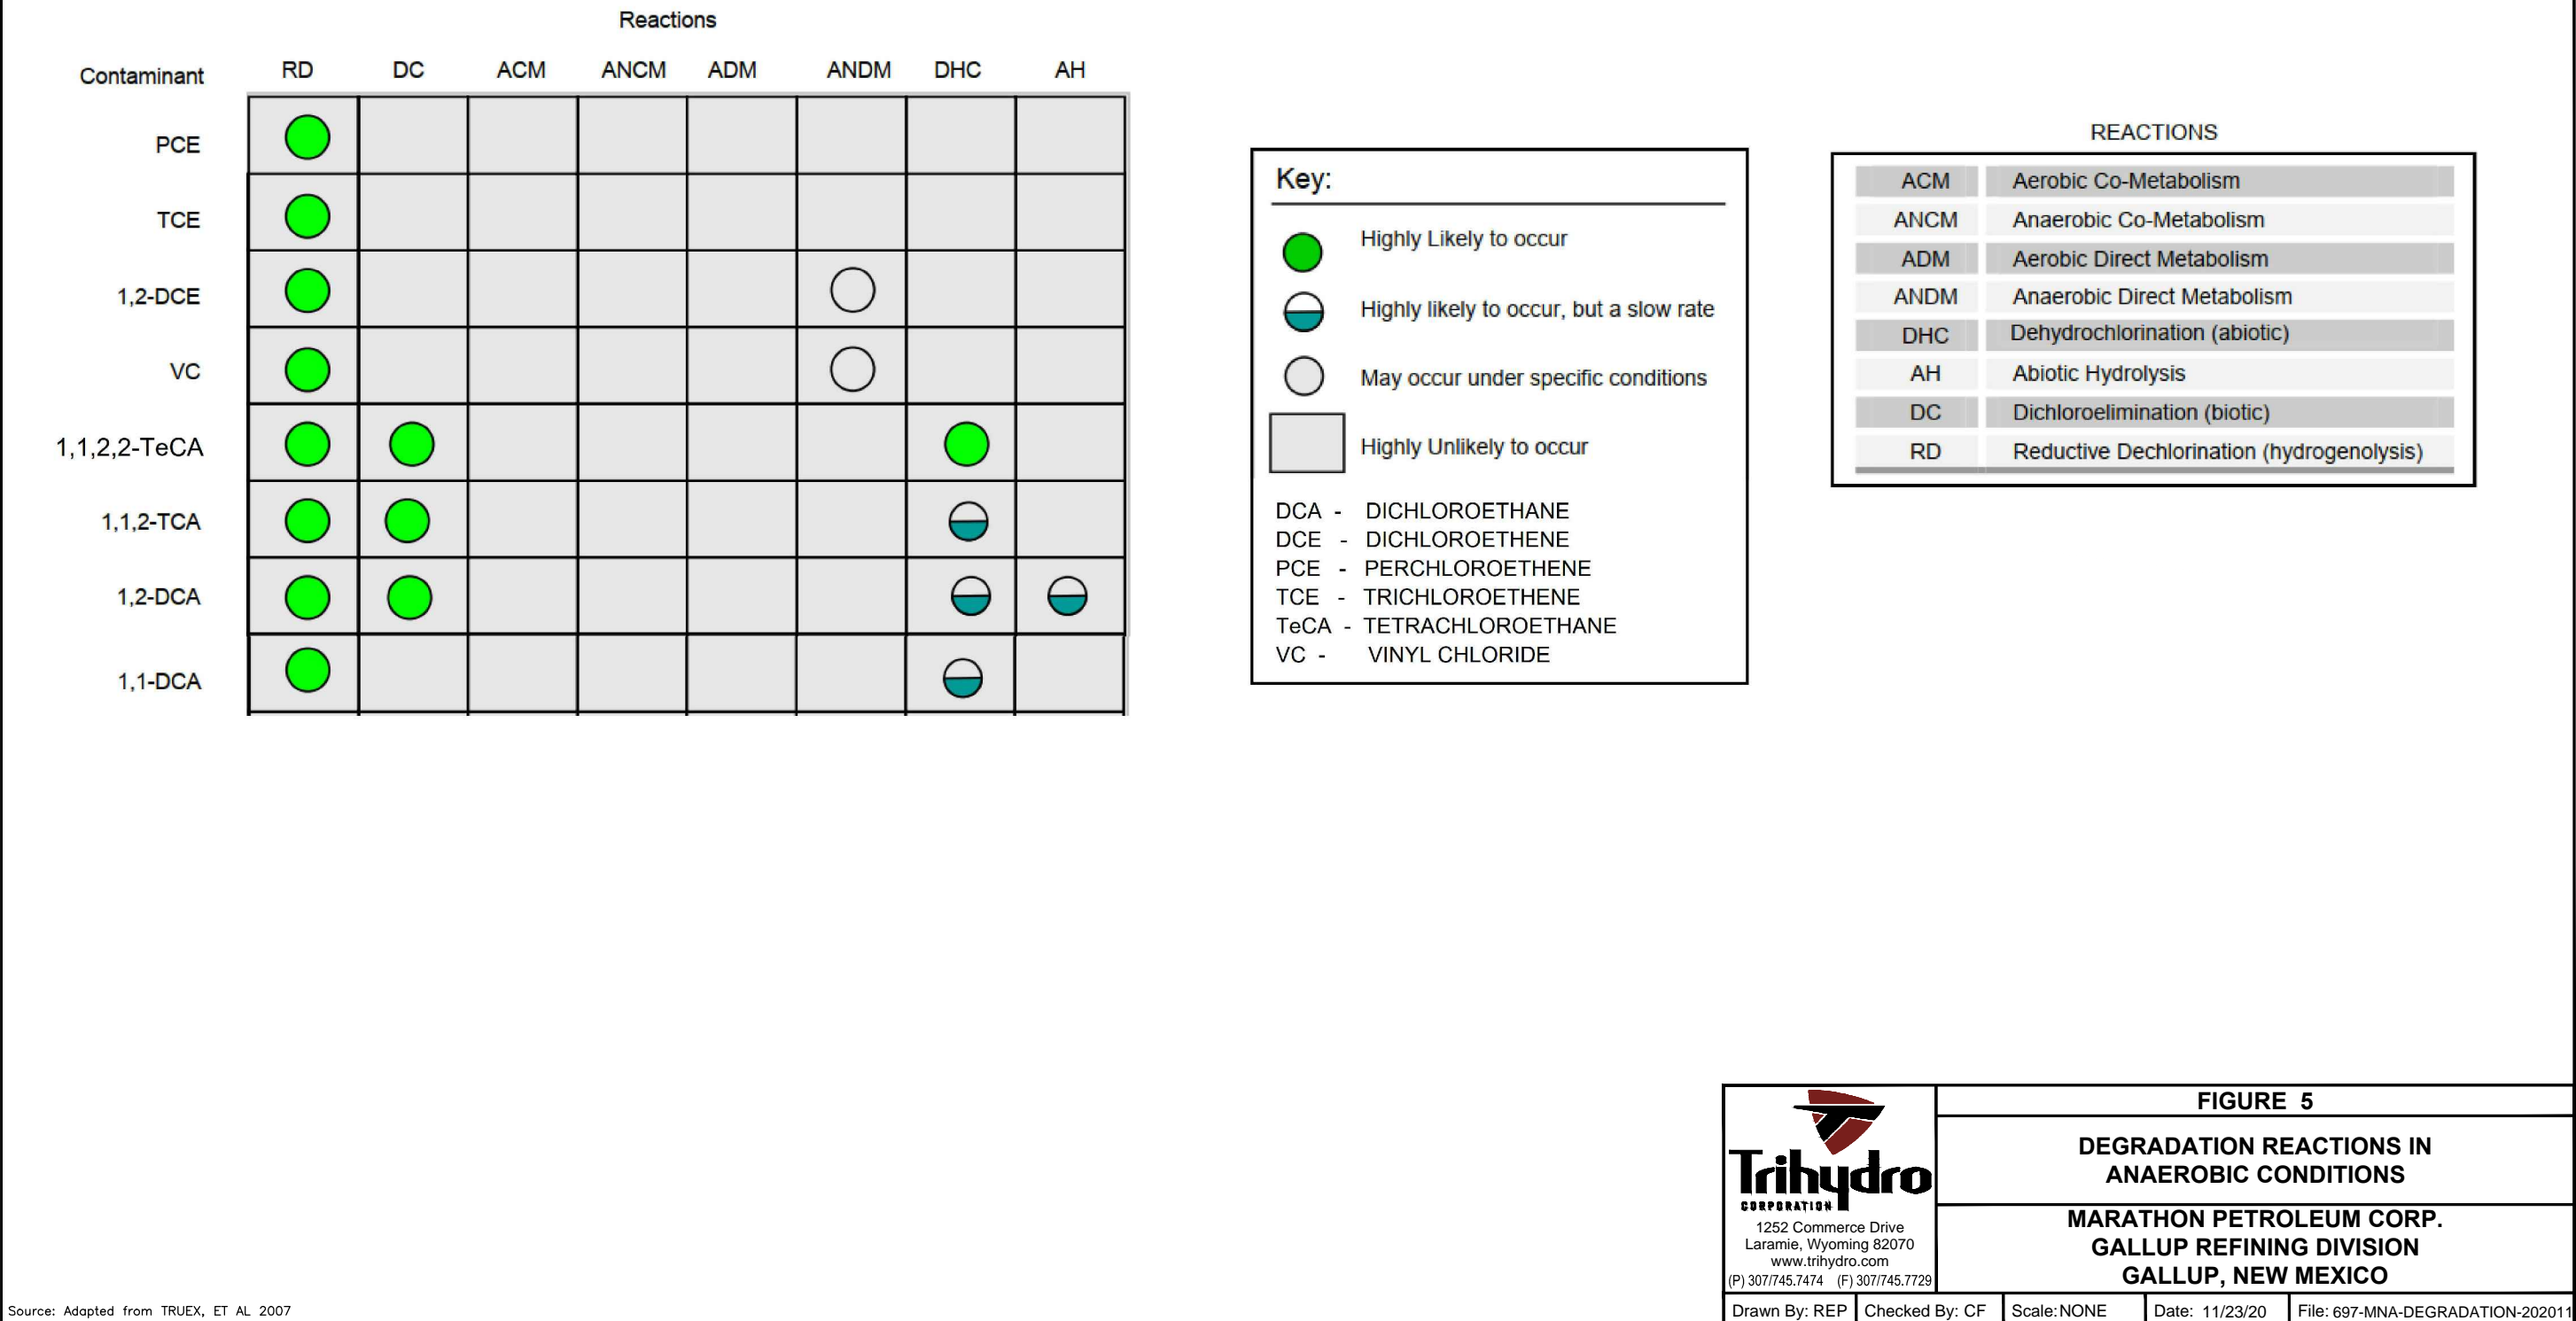 Reactions
Contaminant RD DC ACM ANCM ADM ANDM DHC AH
PCE
TCE
1,2-DCE
VC
1,1,2,2-TeCA
1,1,2-TCA
1,2-DCA
1,1-DCA
Key:
Highly Likely to occur
Highly likely to occur, but a slow rate
May occur under specific conditions
Highly Unlikely to occur
DCA - DICHLOROETHANE
DCE - DICHLOROETHENE
PCE - PERCHLOROETHENE
TCE - TRICHLOROETHENE
TeCA - TETRACHLOROETHANE
VC - VINYL CHLORIDE
REACTIONS
ACM Aerobic Co-Metabolism
ANCM Anaerobic Co-Metabolism
ADM Aerobic Direct Metabolism
ANDM Anaerobic Direct Metabolism
DHC Dehydrochlorination (abiotic)
AH Abiotic Hydrolysis
DC Dichloroelimination (biotic)
RD Reductive Dechlorination (hydrogenolysis)
Trihydro
CORPORATION
1252 Commerce Drive
Laramie, Wyoming 82070
www.trihydro.com
(P) 307/745.7474 (F) 307/745.7729
FIGURE 5
DEGRADATION REACTIONS IN
ANAEROBIC CONDITIONS
MARATHON PETROLEUM CORP.
GALLUP REFINING DIVISION
GALLUP, NEW MEXICO
Drawn By: REP Checked By: CF Scale: NONE Date: 11/23/20 File: 697-MNA-DEGRADATION-202011
Source: Adapted from TRUEX, ET AL 2007